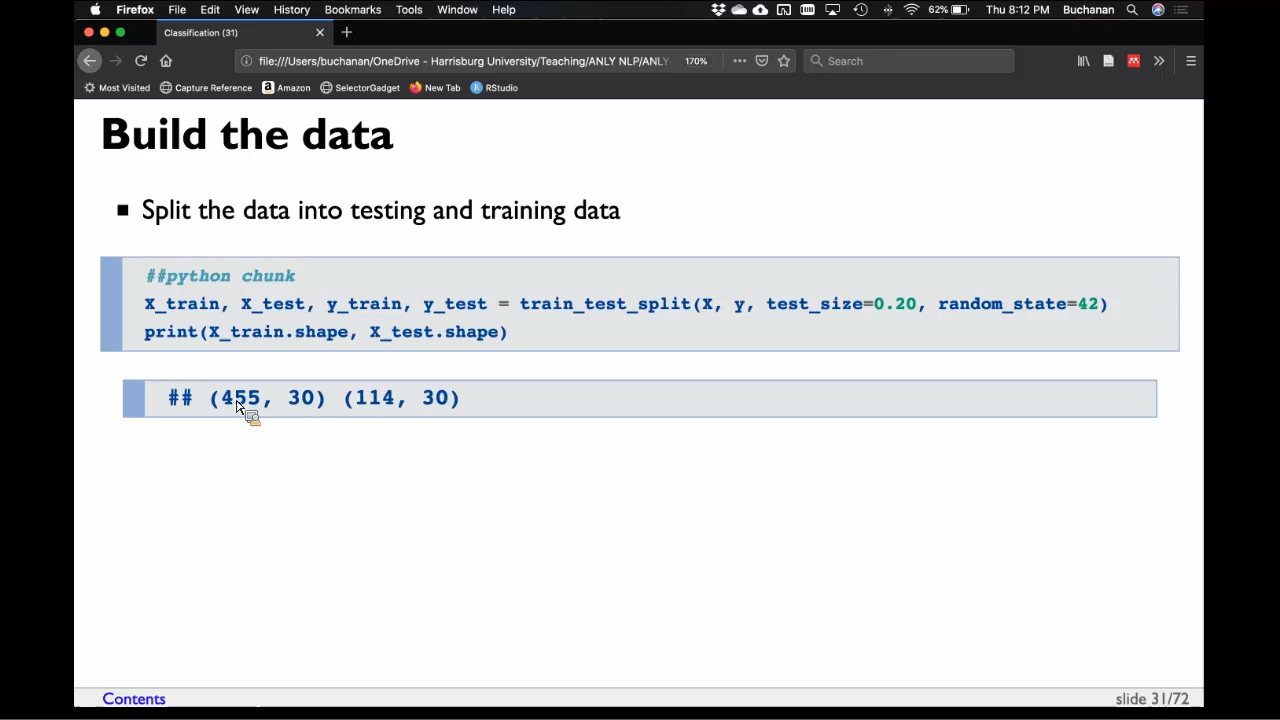 Firefox File Edit View History Bookmarks Tools Window Help 62% Thu 8:12 PM Buchanan
Classification (31)
file:///Users/buchanan/OneDrive - Harrisburg University/Teaching/ANLY NLP/ANLY- 170% Search
Most Visited Capture Reference Amazon SelectorGadget New Tab RStudio
Build the data
Split the data into testing and training data
##python chunk
X_train, X_test, y_train, y_test = train_test_split(X, y, test_size=0.20, random_state=42)
print(X_train.shape, X_test.shape)
## (455, 30) (114, 30)
Contents slide 31/72